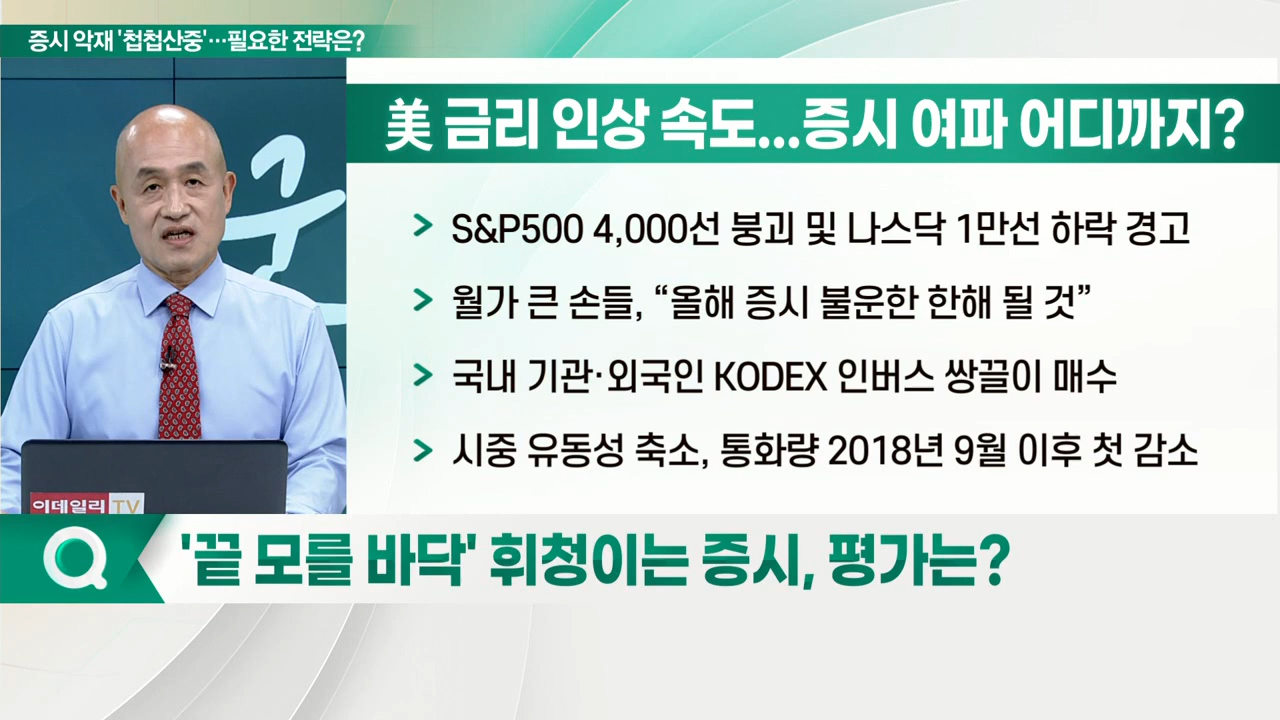 증시 악재 '첩첩산중'…필요한 전략은?
美 금리 인상 속도...증시 여파 어디까지?
S&P500 4,000선 붕괴 및 나스닥 1만선 하락 경고
월가 큰 손들, “올해 증시 불운한 한해 될 것”
국내 기관·외국인 KODEX 인버스 쌍끌이 매수
시중 유동성 축소, 통화량 2018년 9월 이후 첫 감소
이데일리 TV
Q '끝 모를 바닥' 휘청이는 증시, 평가는?